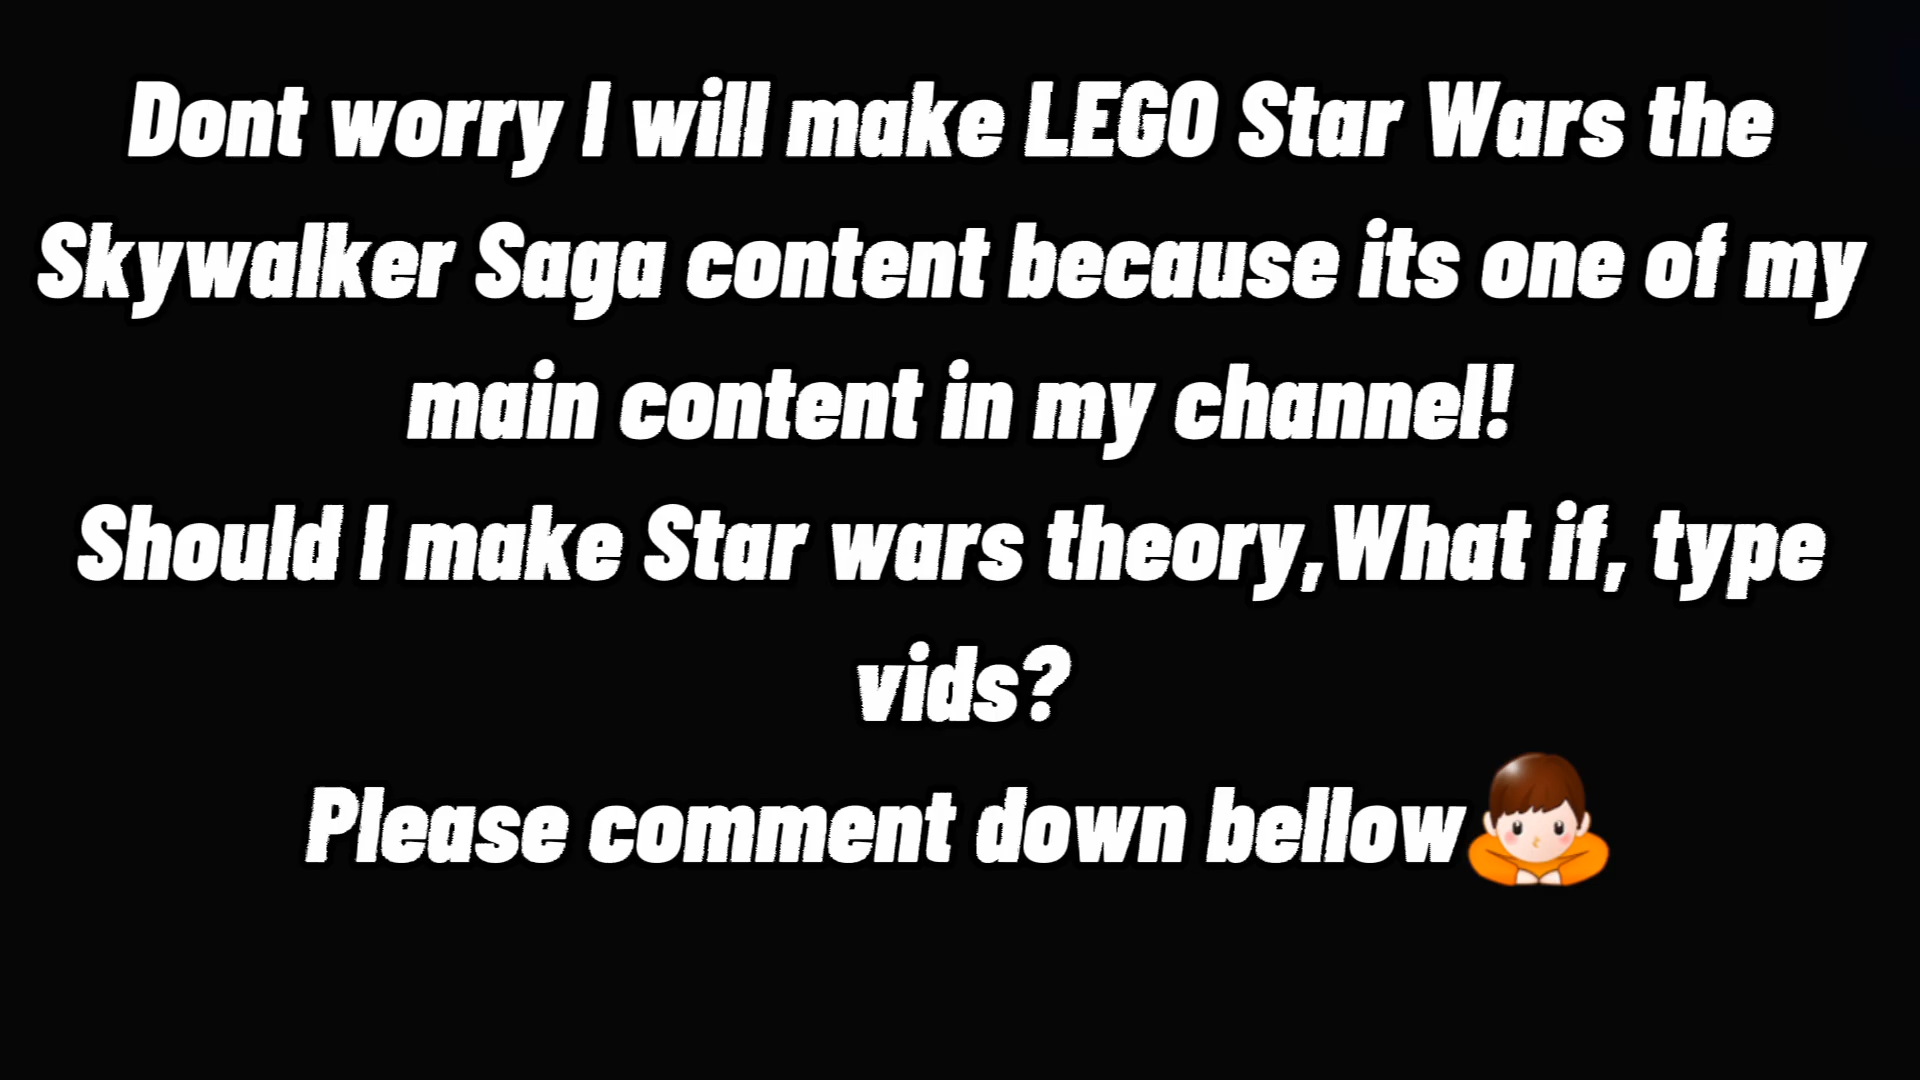 Dont worry I will make LEGO Star Wars the
Skywalker Saga content because its one of my
main content in my channel!
Should I make Star wars theory,What if, type
vids?
Please comment down bellow🙇